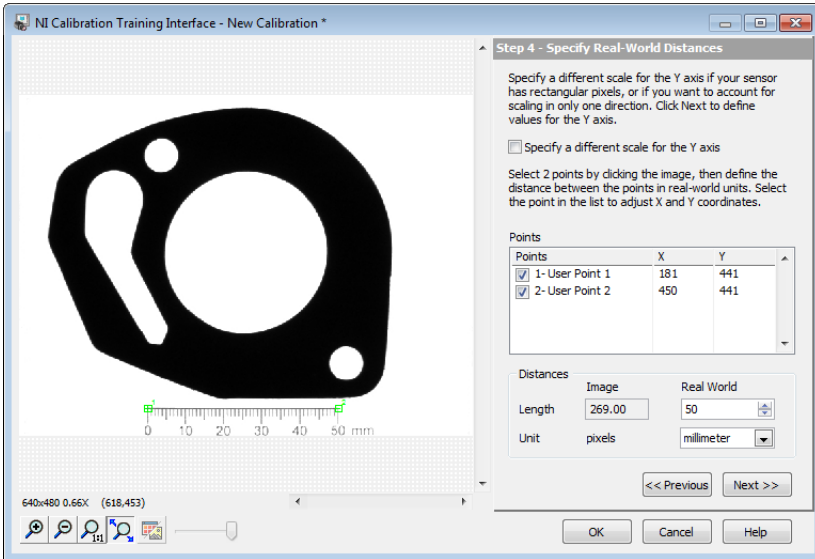 NI Calibration Training Interface - New Calibration *
Step 4 - Specify Real-World Distances
Specify a different scale for the Y axis if your sensor
has rectangular pixels, or if you want to account for
scaling in only one direction. Click Next to define
values for the Y axis.
Specify a different scale for the Y axis
Select 2 points by clicking the image, then define the
distance between the points in real-world units. Select
the point in the list to adjust X and Y coordinates.
Points
Points X Y
1- User Point 1 181 441
2- User Point 2 450 441
Distances
Image Real World
Length 269.00 50
Unit pixels millimeter
<< Previous Next >>
OK Cancel Help
1 2
0 10 20 30 40 50 mm
640x480 0.66X (618,453)
1:1